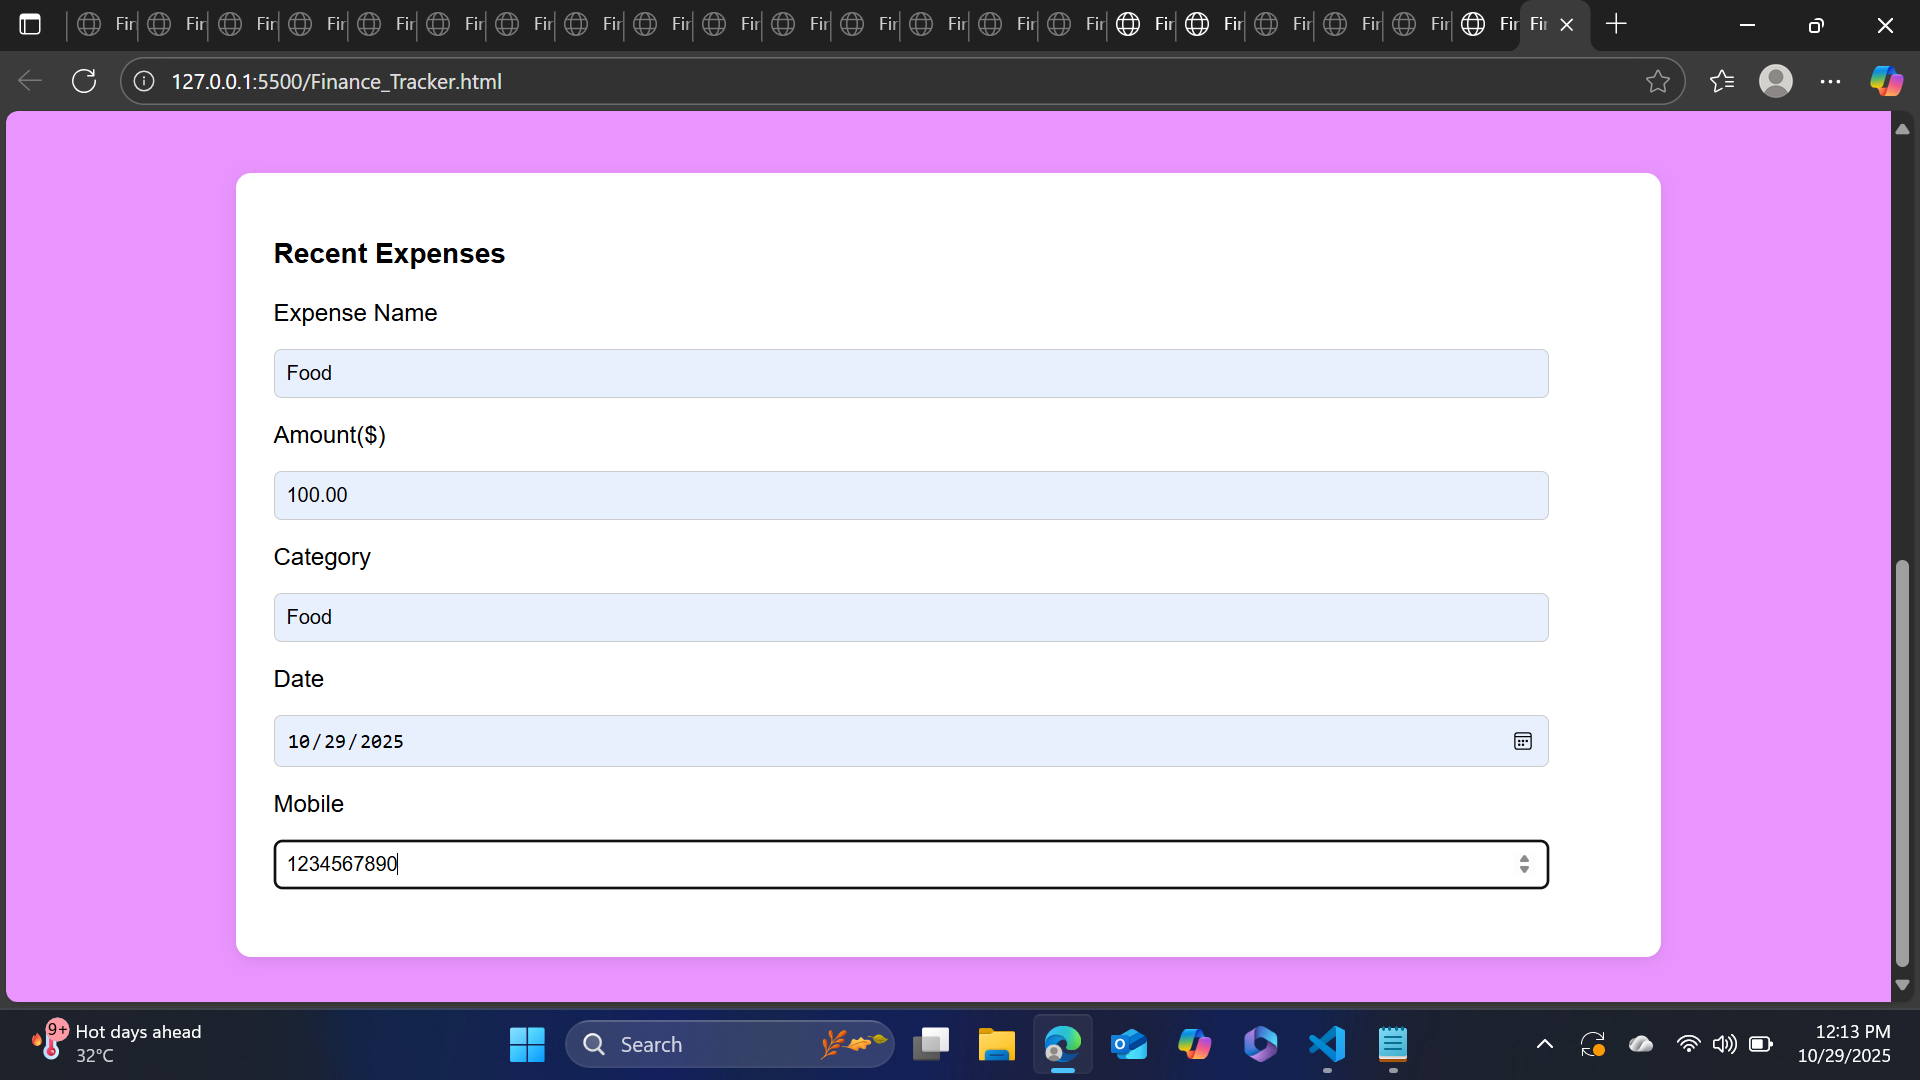 Fir Fir Fir Fir Fir Fir Fir Fir Fir Fir Fir Fir Fir Fir Fir Fir Fir Fir Fir Fir Fir Fir
127.0.0.1:5500/Finance_Tracker.html
Recent Expenses
Expense Name
Food
Amount($)
100.00
Category
Food
Date
10/29/2025
Mobile
1234567890
9+
Hot days ahead
32°C
Search
12:13 PM
10/29/2025